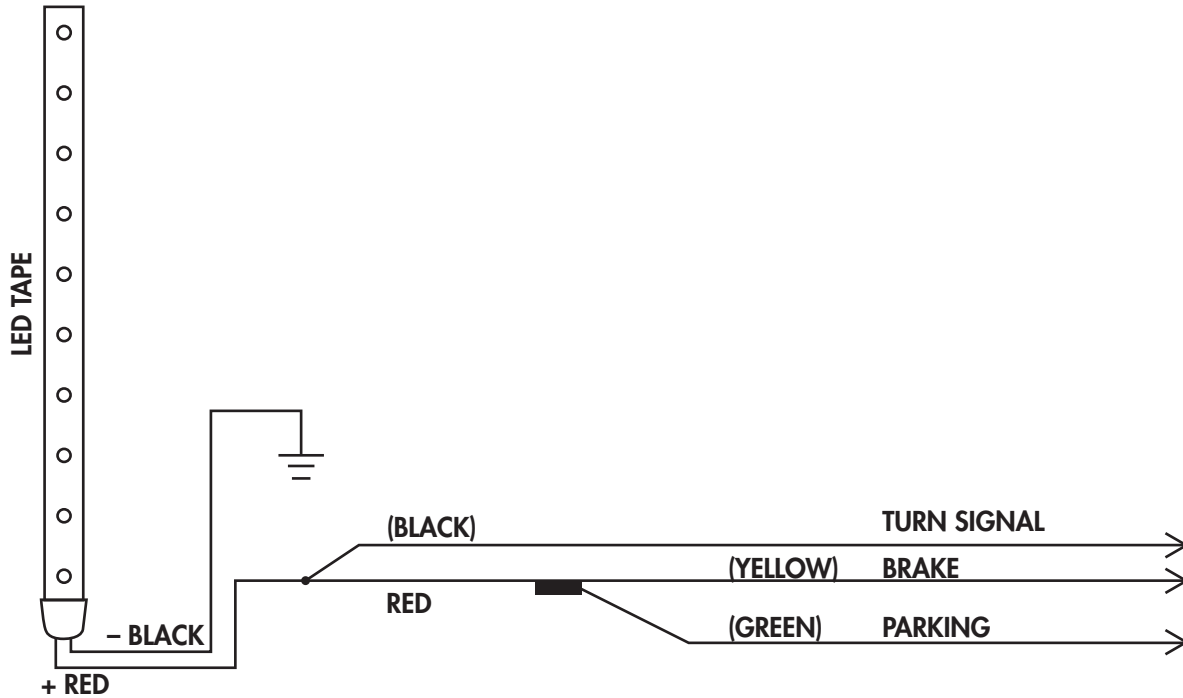 LED TAPE
(BLACK)
TURN SIGNAL
(YELLOW) BRAKE
RED
(GREEN) PARKING
– BLACK
+ RED